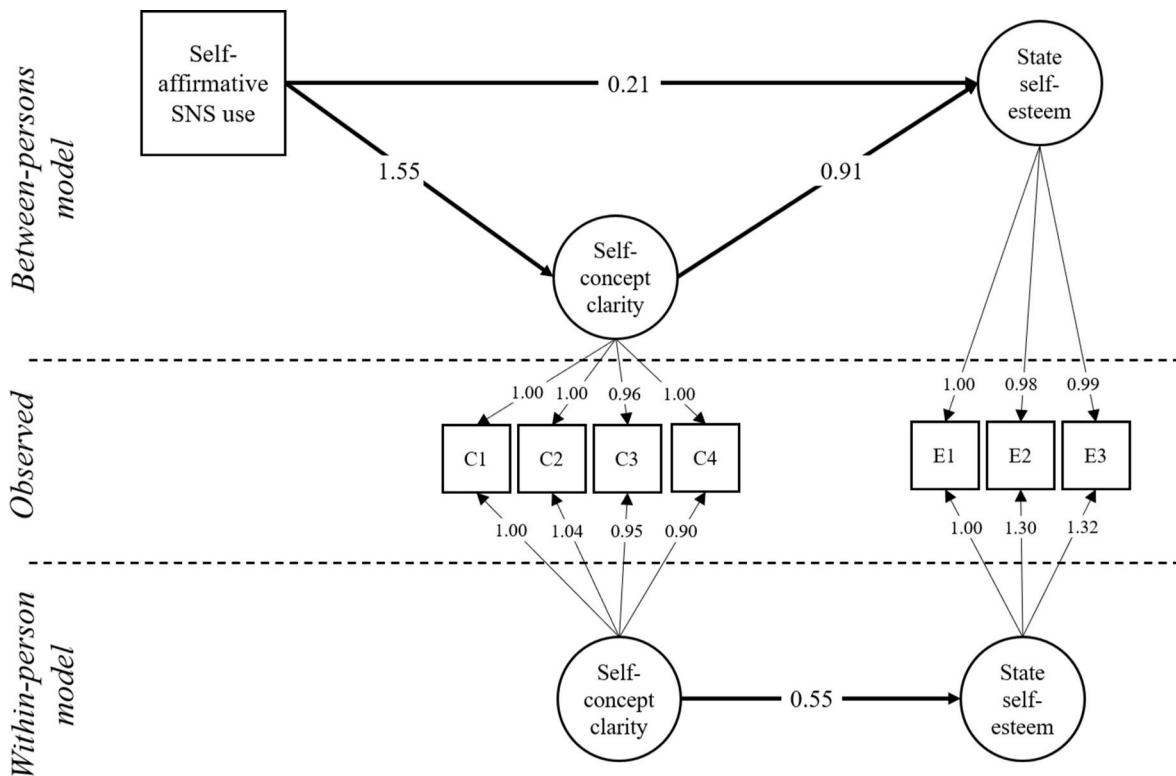 Between-persons
model
Self-
affirmative
SNS use
0.21
State
self-
esteem
1.55
0.91
Self-
concept
clarity
Observed
1.00 1.00 0.96 1.00
1.00 0.98 0.99
C1 C2 C3 C4
E1 E2 E3
1.00 1.04 0.95 0.90
1.00 1.30 1.32
Within-person
model
Self-
concept
clarity
0.55
State
self-
esteem